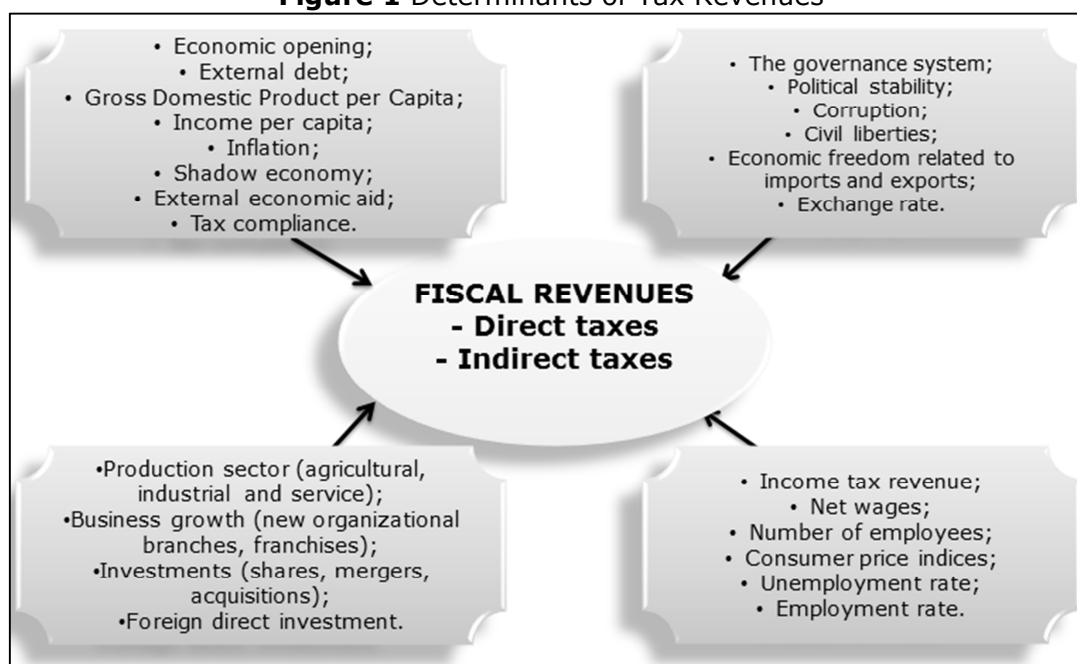 Figure 1 Determinants of Tax Revenues
• Economic opening;
• External debt;
• Gross Domestic Product per Capita;
• Income per capita;
• Inflation;
• Shadow economy;
• External economic aid;
• Tax compliance.
• The governance system;
• Political stability;
• Corruption;
• Civil liberties;
• Economic freedom related to
imports and exports;
• Exchange rate.
FISCAL REVENUES
- Direct taxes
- Indirect taxes
•Production sector (agricultural,
industrial and service);
•Business growth (new organizational
branches, franchises);
•Investments (shares, mergers,
acquisitions);
•Foreign direct investment.
• Income tax revenue;
• Net wages;
• Number of employees;
• Consumer price indices;
• Unemployment rate;
• Employment rate.